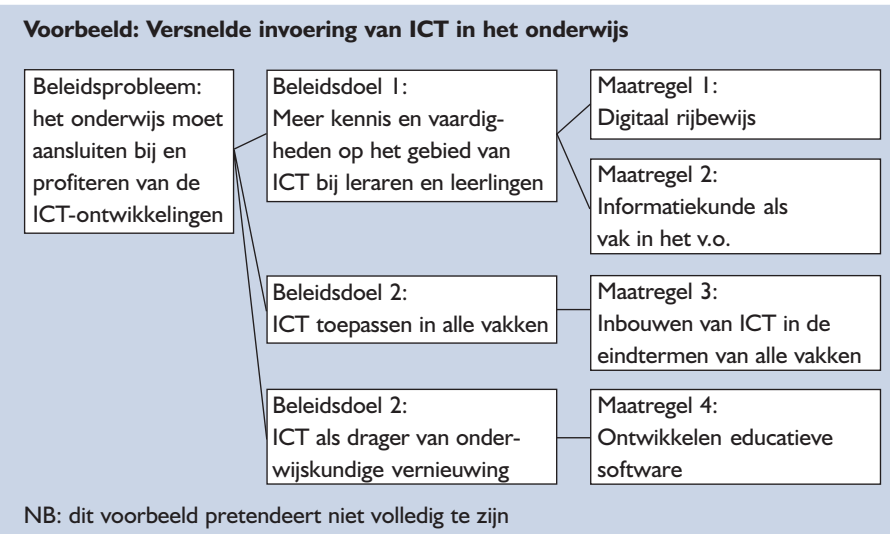 Voorbeeld: Versnelde invoering van ICT in het onderwijs
Beleidsprobleem:
het onderwijs moet
aansluiten bij en
profiteren van de
ICT-ontwikkelingen
Beleidsdoel 1:
Meer kennis en vaardig-
heden op het gebied van
ICT bij leraren en leerlingen
Maatregel 1:
Digitaal rijbewijs
Maatregel 2:
Informatiekunde als
vak in het v.o.
Beleidsdoel 2:
ICT toepassen in alle vakken
Maatregel 3:
Inbouwen van ICT in de
eindtermen van alle vakken
Beleidsdoel 2:
ICT als drager van onder-
wijskundige vernieuwing
Maatregel 4:
Ontwikkelen educatieve
software
NB: dit voorbeeld pretendeert niet volledig te zijn